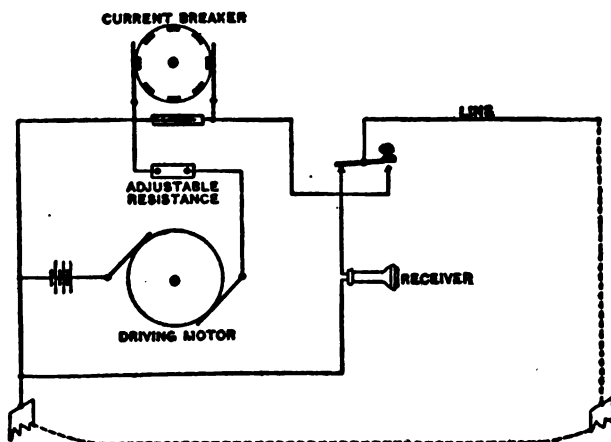 CURRENT BREAKER
LINE
ADJUSTABLE
RESISTANCE
RECEIVER
DRIVING MOTOR